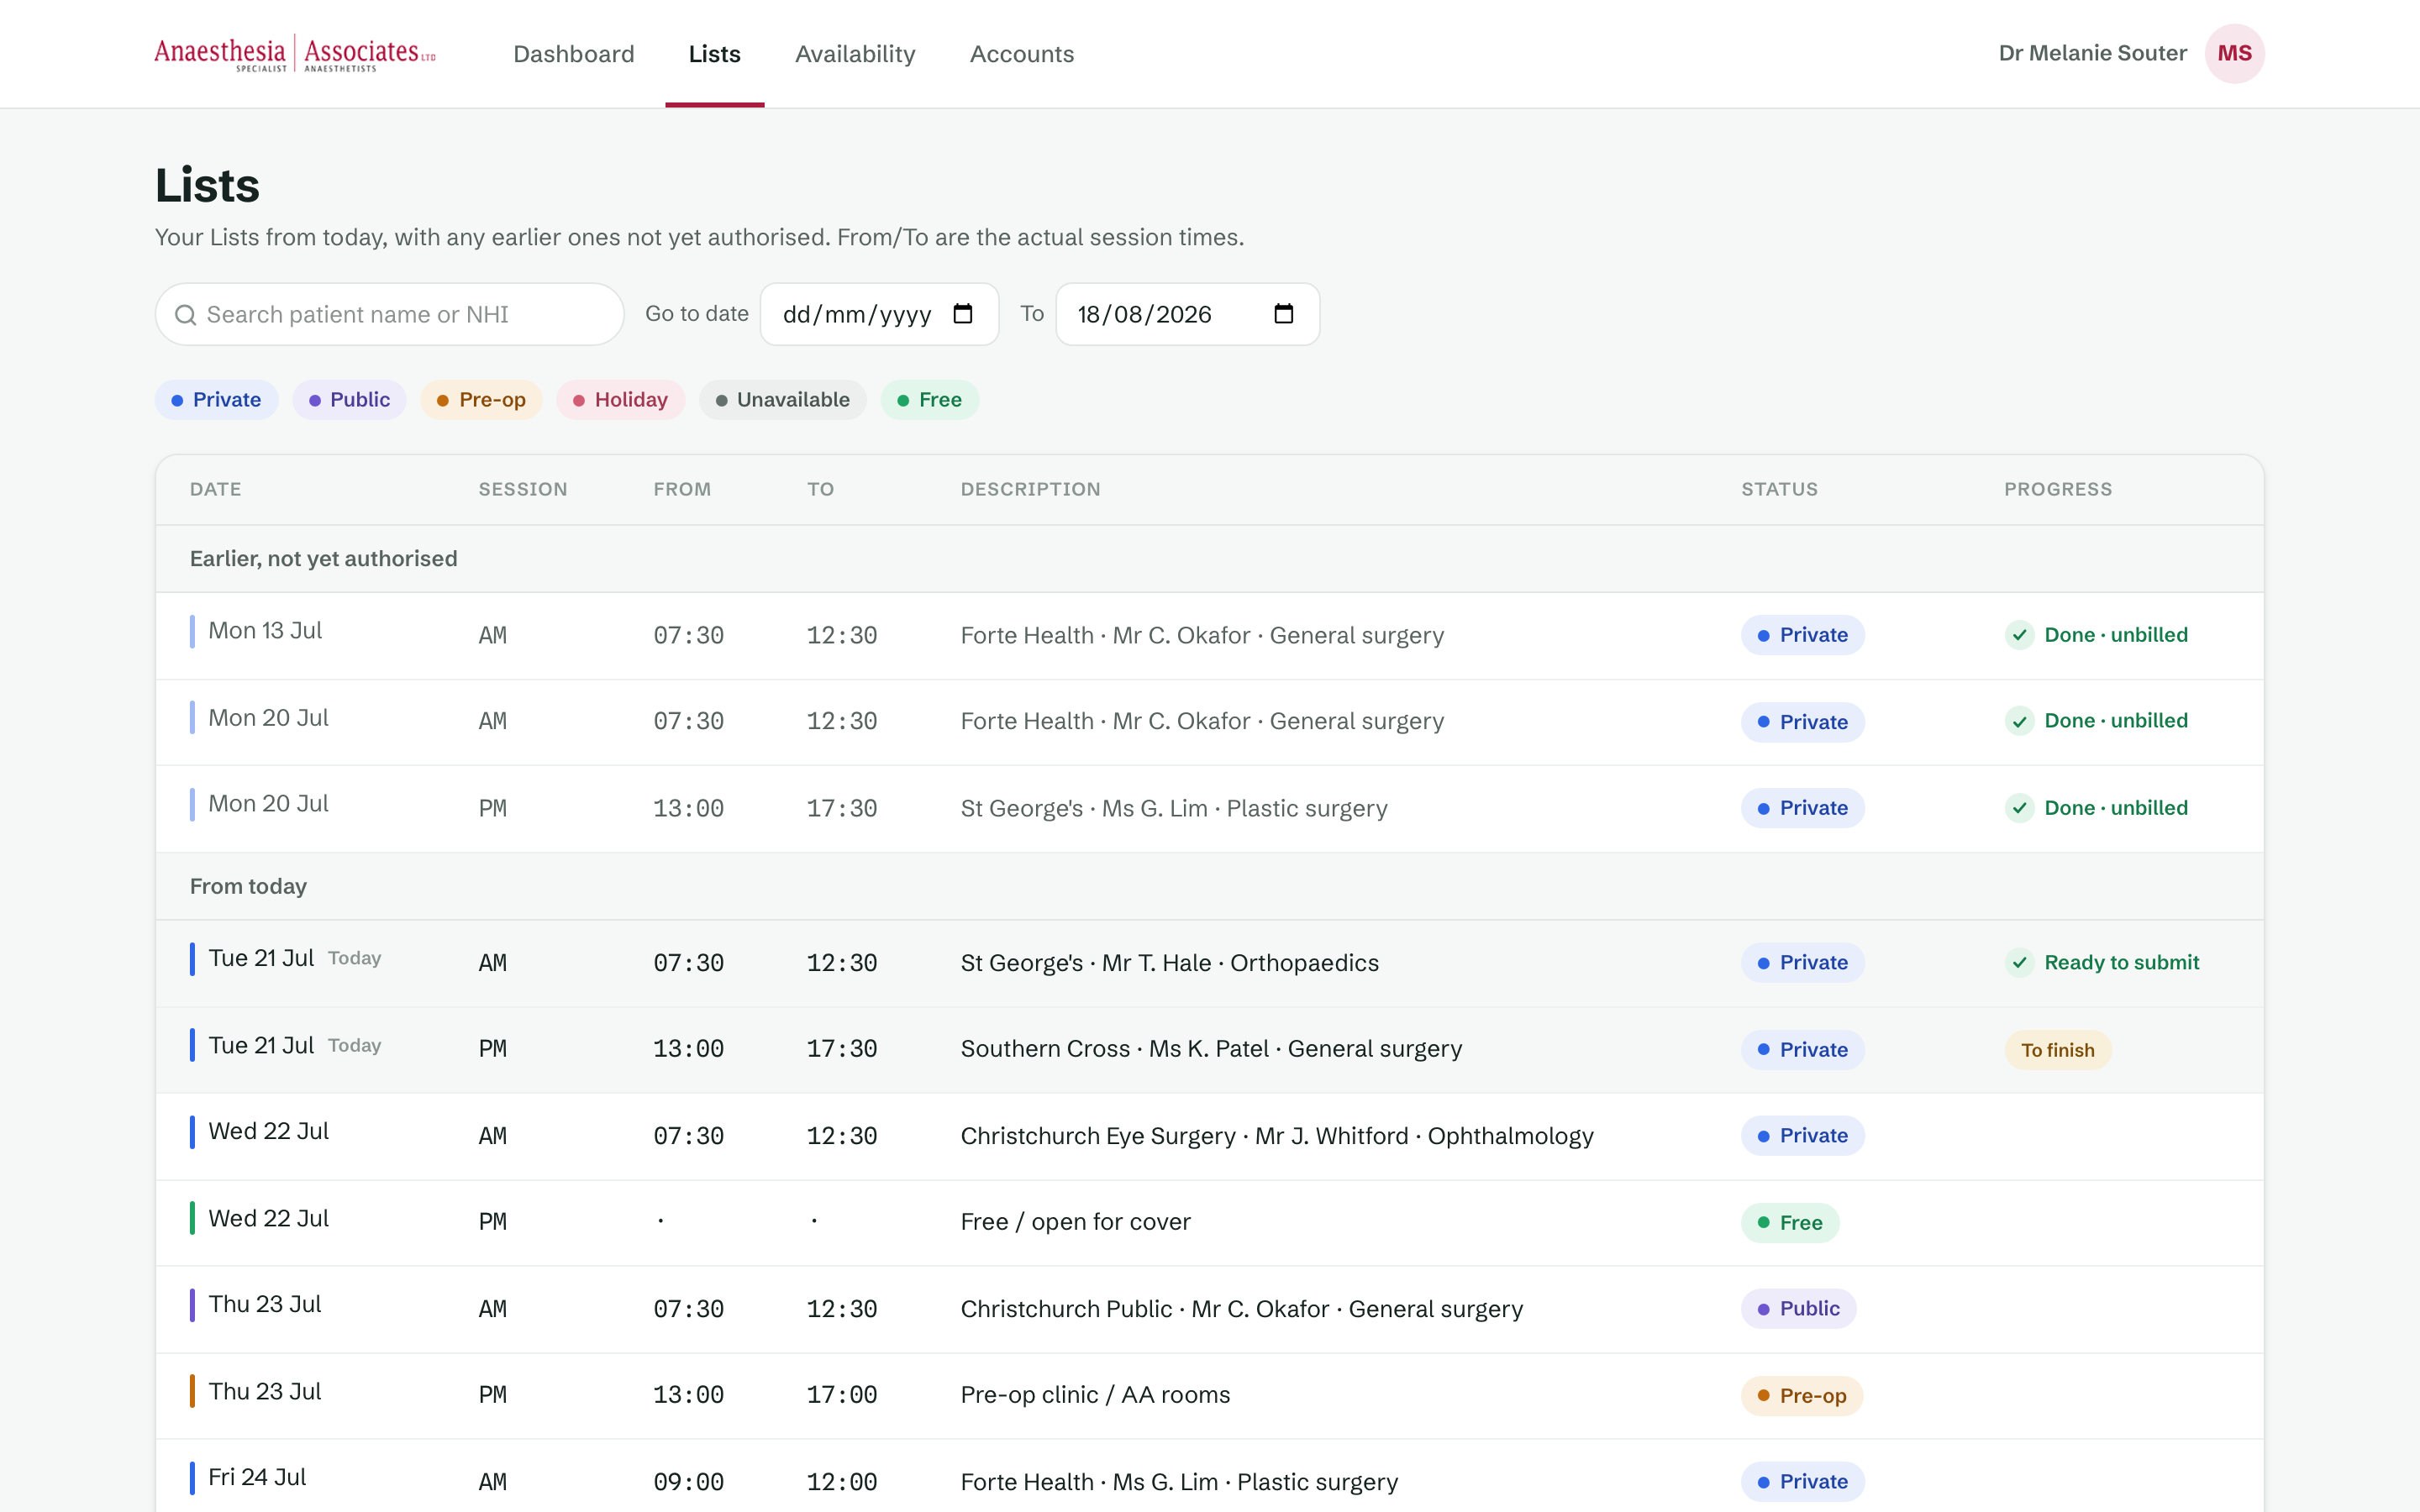 Anaesthesia | Associates LTD
SPECIALIST ANAESTHETISTS
Dashboard Lists Availability Accounts
Dr Melanie Souter MS
Lists
Your Lists from today, with any earlier ones not yet authorised. From/To are the actual session times.
Search patient name or NHI Go to date dd/mm/yyyy To 18/08/2026
Private Public Pre-op Holiday Unavailable Free
DATE SESSION FROM TO DESCRIPTION STATUS PROGRESS
Earlier, not yet authorised
Mon 13 Jul AM 07:30 12:30 Forte Health · Mr C. Okafor · General surgery Private Done · unbilled
Mon 20 Jul AM 07:30 12:30 Forte Health · Mr C. Okafor · General surgery Private Done · unbilled
Mon 20 Jul PM 13:00 17:30 St George's · Ms G. Lim · Plastic surgery Private Done · unbilled
From today
Tue 21 Jul Today AM 07:30 12:30 St George's · Mr T. Hale · Orthopaedics Private Ready to submit
Tue 21 Jul Today PM 13:00 17:30 Southern Cross · Ms K. Patel · General surgery Private To finish
Wed 22 Jul AM 07:30 12:30 Christchurch Eye Surgery · Mr J. Whitford · Ophthalmology Private
Wed 22 Jul PM · · Free / open for cover Free
Thu 23 Jul AM 07:30 12:30 Christchurch Public · Mr C. Okafor · General surgery Public
Thu 23 Jul PM 13:00 17:00 Pre-op clinic / AA rooms Pre-op
Fri 24 Jul AM 09:00 12:00 Forte Health · Ms G. Lim · Plastic surgery Private